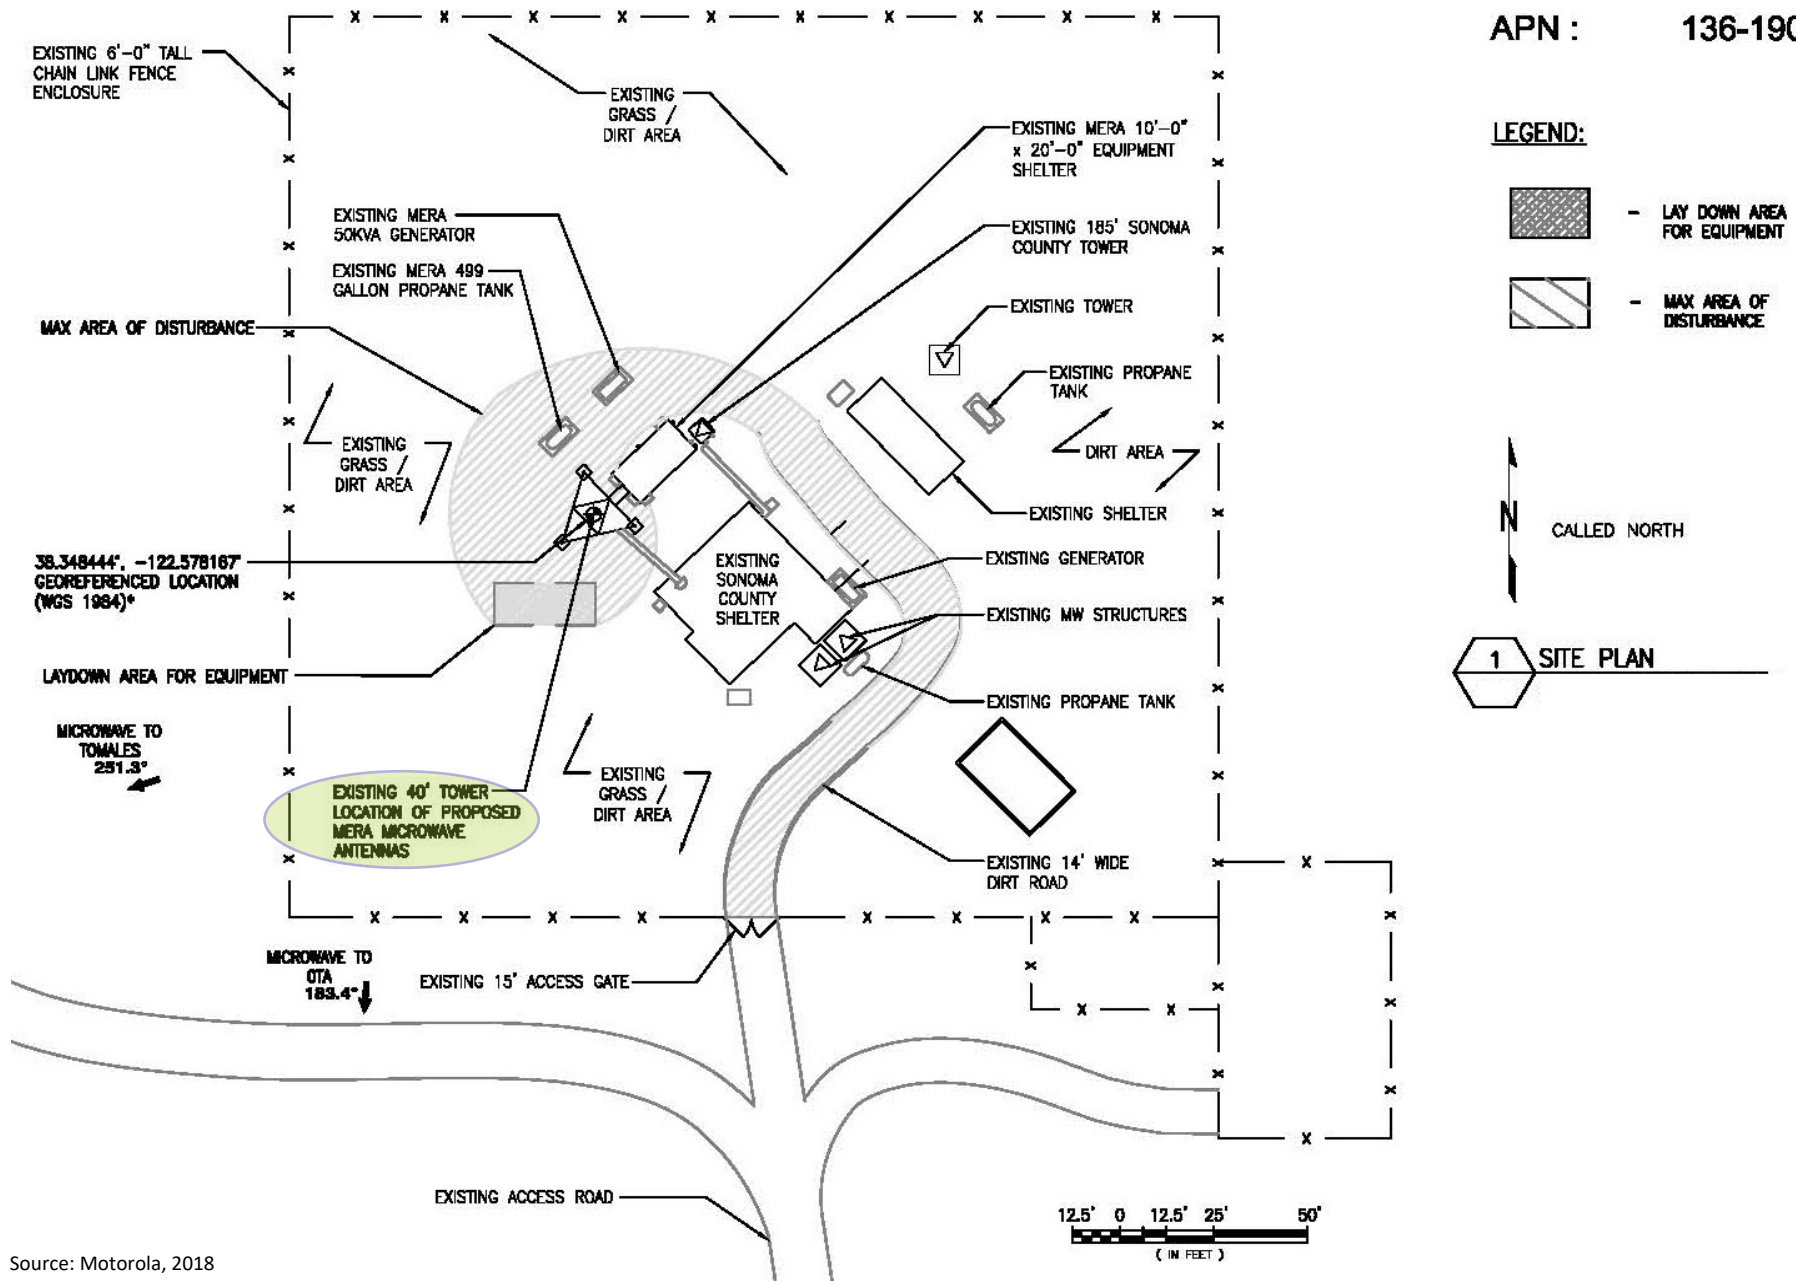 APN : 136-190
EXISTING 6'-0" TALL
CHAIN LINK FENCE
ENCLOSURE
EXISTING
GRASS /
DIRT AREA
EXISTING MERA 10'-0"
x 20'-0" EQUIPMENT
SHELTER
LEGEND:
- LAY DOWN AREA
FOR EQUIPMENT
- MAX AREA OF
DISTURBANCE
EXISTING MERA
50KVA GENERATOR
EXISTING MERA 499
GALLON PROPANE TANK
EXISTING 185' SONOMA
COUNTY TOWER
EXISTING TOWER
MAX AREA OF DISTURBANCE
EXISTING PROPANE
TANK
EXISTING
GRASS /
DIRT AREA
DIRT AREA
EXISTING SHELTER
N
CALLED NORTH
38.348444°, -122.578167°
GEOREFERENCED LOCATION
(WGS 1984)*
EXISTING
SONOMA
COUNTY
SHELTER
EXISTING GENERATOR
EXISTING MW STRUCTURES
LAYDOWN AREA FOR EQUIPMENT
EXISTING PROPANE TANK
1 SITE PLAN
MICROWAVE TO
TOMALES
251.3°
EXISTING 40' TOWER
LOCATION OF PROPOSED
MERA MICROWAVE
ANTENNAS
EXISTING
GRASS /
DIRT AREA
EXISTING 14' WIDE
DIRT ROAD
MICROWAVE TO
OTA
183.4°
EXISTING 15' ACCESS GATE
EXISTING ACCESS ROAD
12.5' 0 12.5' 25' 50'
( IN FEET )
Source: Motorola, 2018